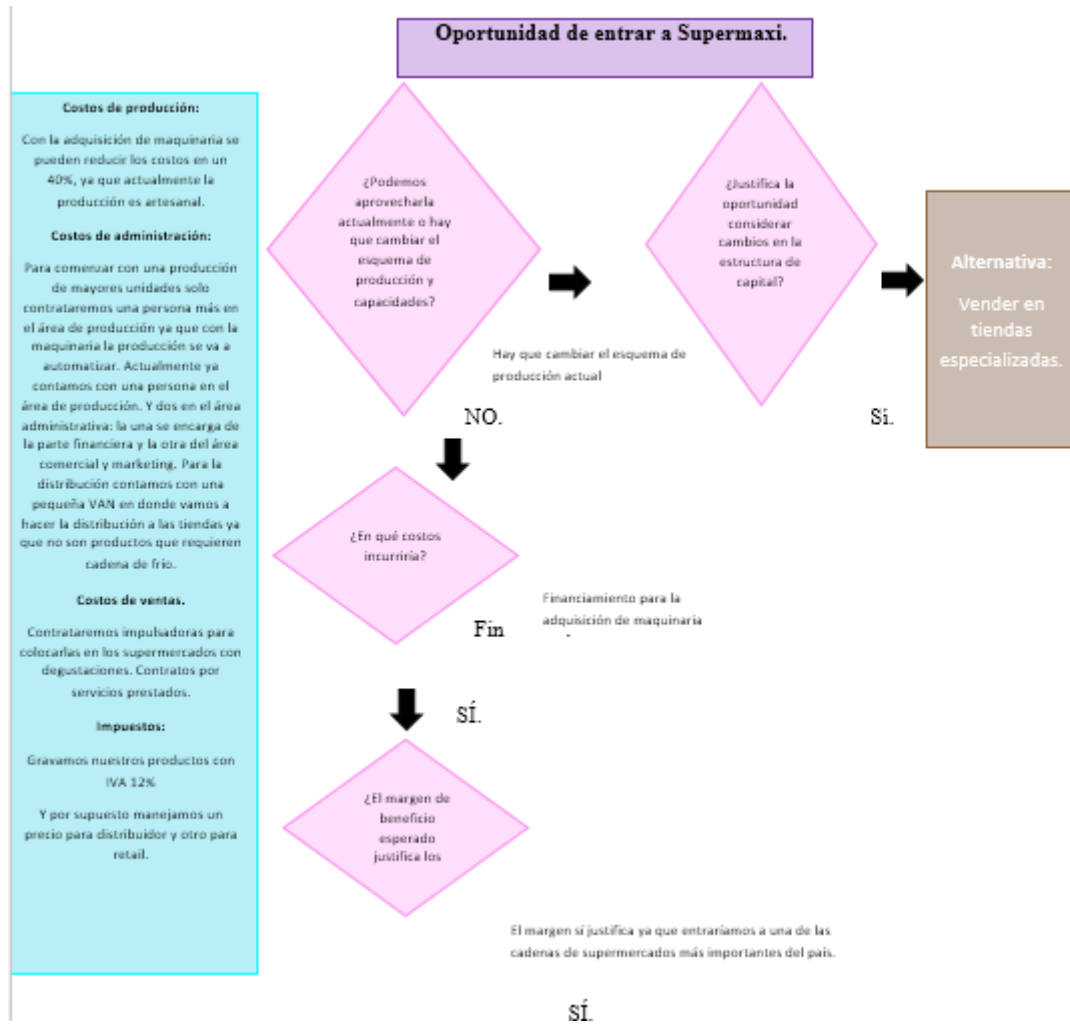 Oportunidad de entrar a Supermaxi.
Costos de producción:
Con la adquisición de maquinaria se
pueden reducir los costos en un
40%, ya que actualmente la
producción es artesanal.
Costos de administración:
Para comenzar con una producción
de mayores unidades solo
contrataremos una persona más en
el área de producción ya que con la
maquinaria la producción se va a
automatizar. Actualmente ya
contamos con una persona en el
área de producción. Y dos en el área
administrativa: la una se encarga de
la parte financiera y la otra del área
comercial y marketing. Para la
distribución contamos con una
pequeña VAN en donde vamos a
hacer la distribución a las tiendas ya
que no son productos que requieren
cadena de frio.
Costos de ventas.
Contrataremos impulsadoras para
colocarlas en los supermercados con
degustaciones. Contratos por
servicios prestados.
Impuestos:
Gravamos nuestros productos con
IVA 12%
Y por supuesto manejamos un
precio para distribuidor y otro para
retail.
¿Podemos
aprovecharla
actualmente o hay
que cambiar el
esquema de
producción y
capacidades?
Hay que cambiar el esquema de
producción actual
NO.
¿Justifica la
oportunidad
considerar
cambios en la
estructura de
capital?
Sí.
Alternativa:
Vender en
tiendas
especializadas.
¿En qué costos
incurriría?
Financiamiento para la
adquisición de maquinaria
Fin
SÍ.
¿El margen de
beneficio
esperado
justifica los
El margen sí justifica ya que entraríamos a una de las
cadenas de supermercados más importantes del país.
SÍ.